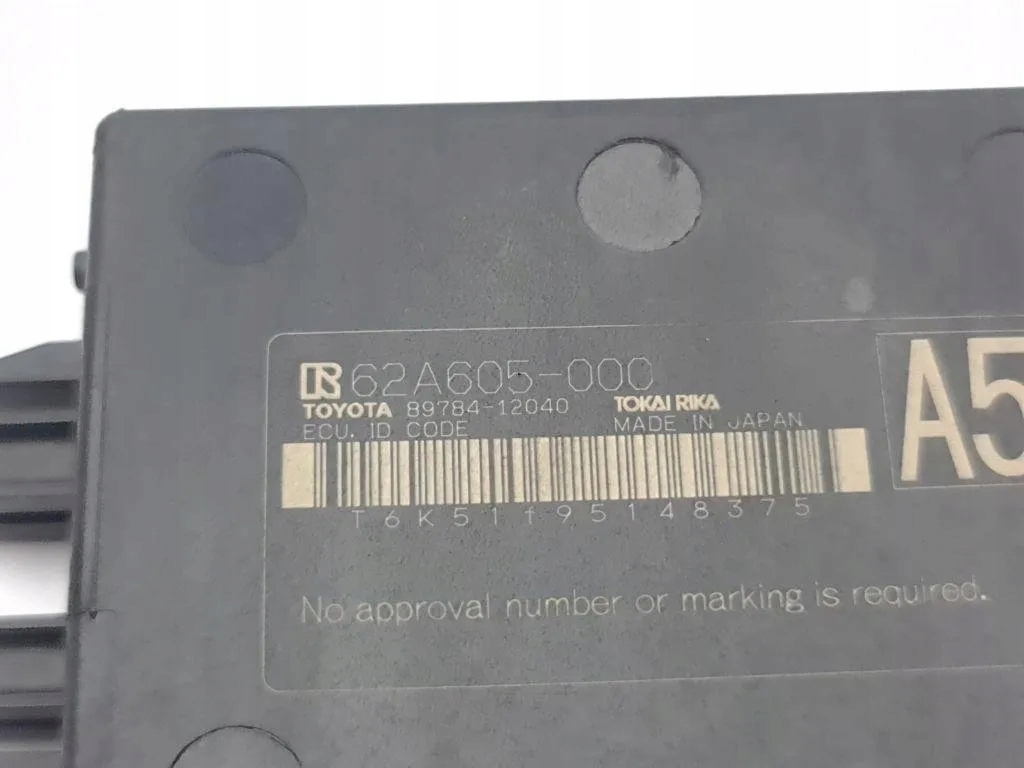 62A605-000
TOYOTA 89784-12040 TOKAI RIKA
ECU. ID CODE MADE IN JAPAN
A5
T6K511195148375
No approval number or marking is required.